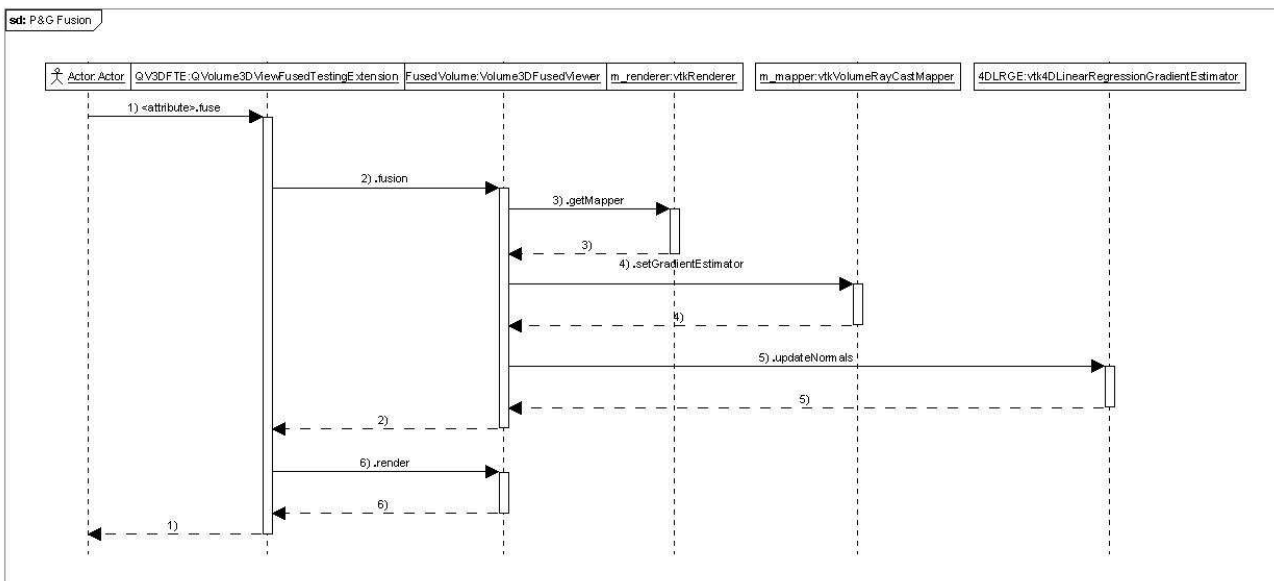 sd: P&G Fusion
Actor:Actor
QV3DFTE:QVolume3DViewFusedTestingExtension
FusedVolume:Volume3DFusedViewer
m_renderer:vtkRenderer
m_mapper:vtkVolumeRayCastMapper
4DLRGE:vtk4DLinearRegressionGradientEstimator
1) <attribute>.fuse
2) .fusion
3) .getMapper
3)
4) .setGradientEstimator
4)
5) .updateNormals
5)
2)
6) .render
6)
1)